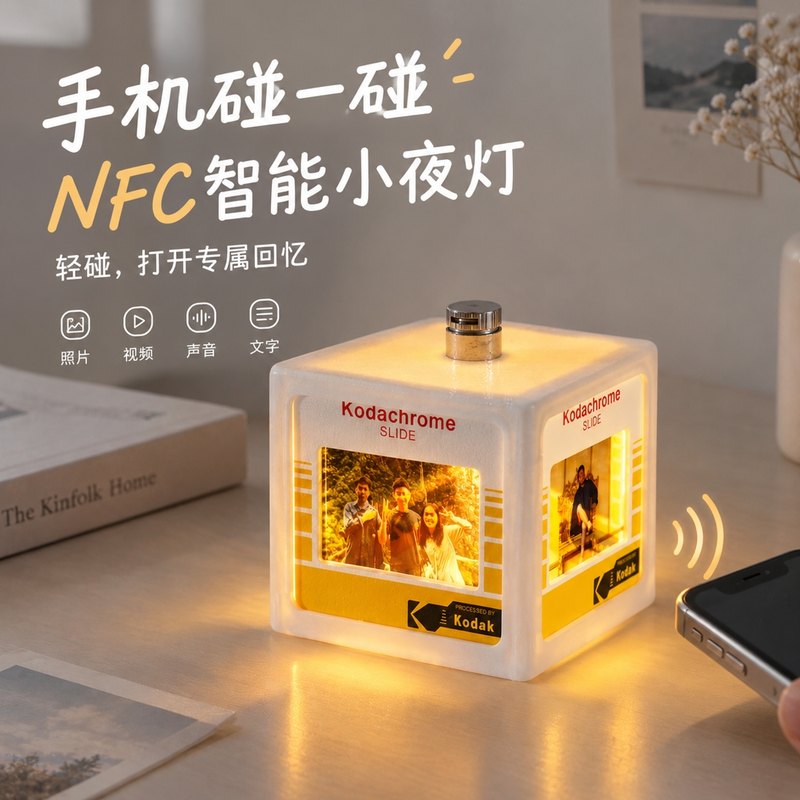 手机碰一碰
NFC智能小夜灯
轻碰，打开专属回忆
照片 视频 声音 文字
The Kinfolk Home
Kodachrome
SLIDE
PROCESSED BY
Kodak
Kodachrome
SLIDE
PROCESSED BY
Kodak